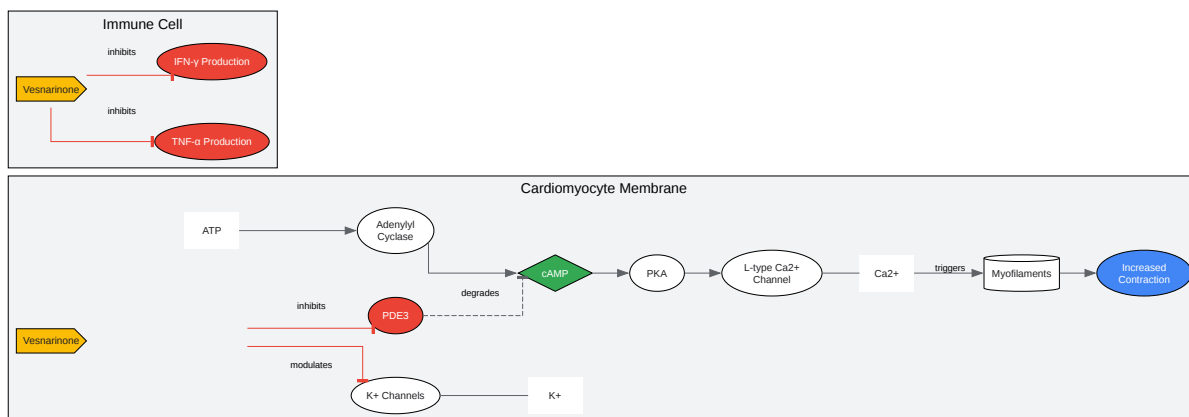 Immune Cell
inhibits
IFN-γ Production
Vesnarinone
inhibits
TNF-α Production
Cardiomyocyte Membrane
ATP
Adenylyl
Cyclase
cAMP
PKA
L-type Ca2+
Channel
Ca2+
triggers
Myofilaments
Increased
Contraction
degrades
inhibits
PDE3
Vesnarinone
modulates
K+ Channels
K+